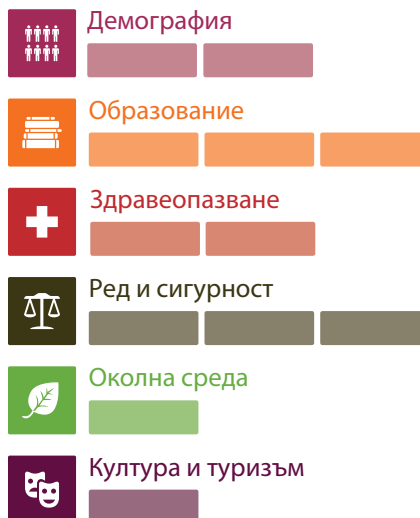 Демография
Образование
Здравеопазване
Ред и сигурност
Околна среда
Култура и туризъм